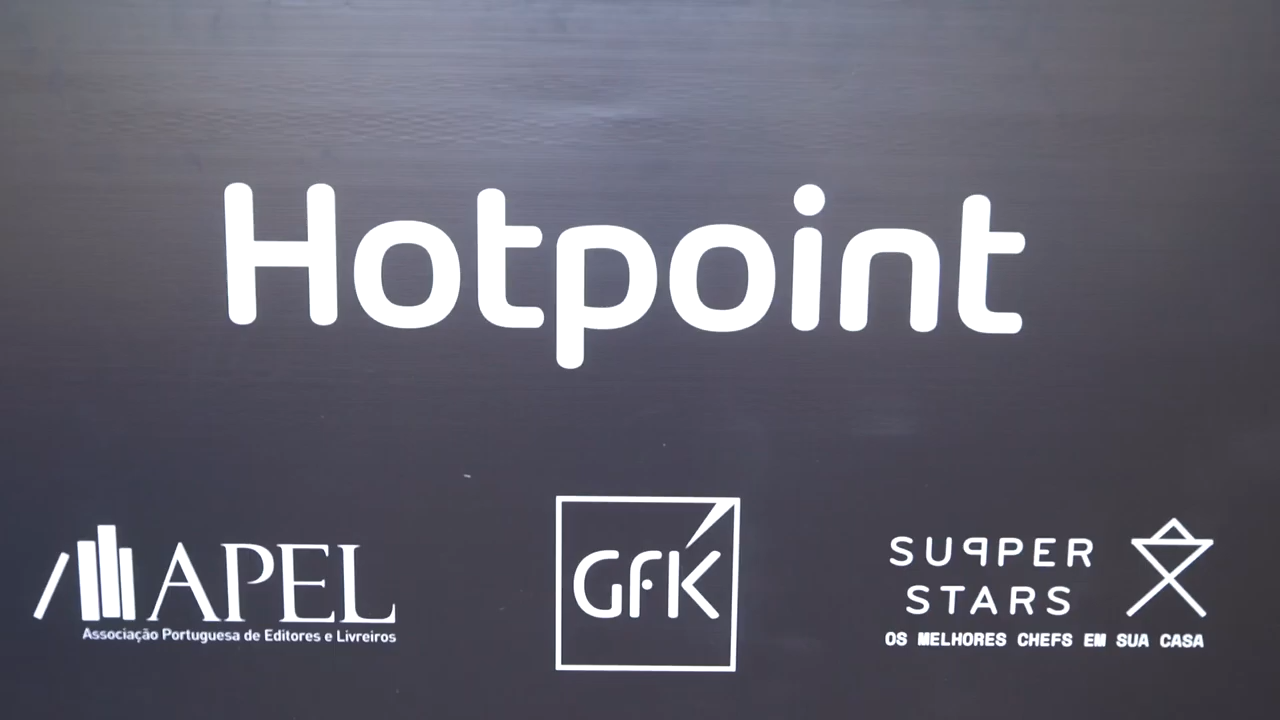 Hotpoint
APEL
Associação Portuguesa de Editores e Livreiros
GFK
SUPPER
STARS
OS MELHORES CHEFS EM SUA CASA